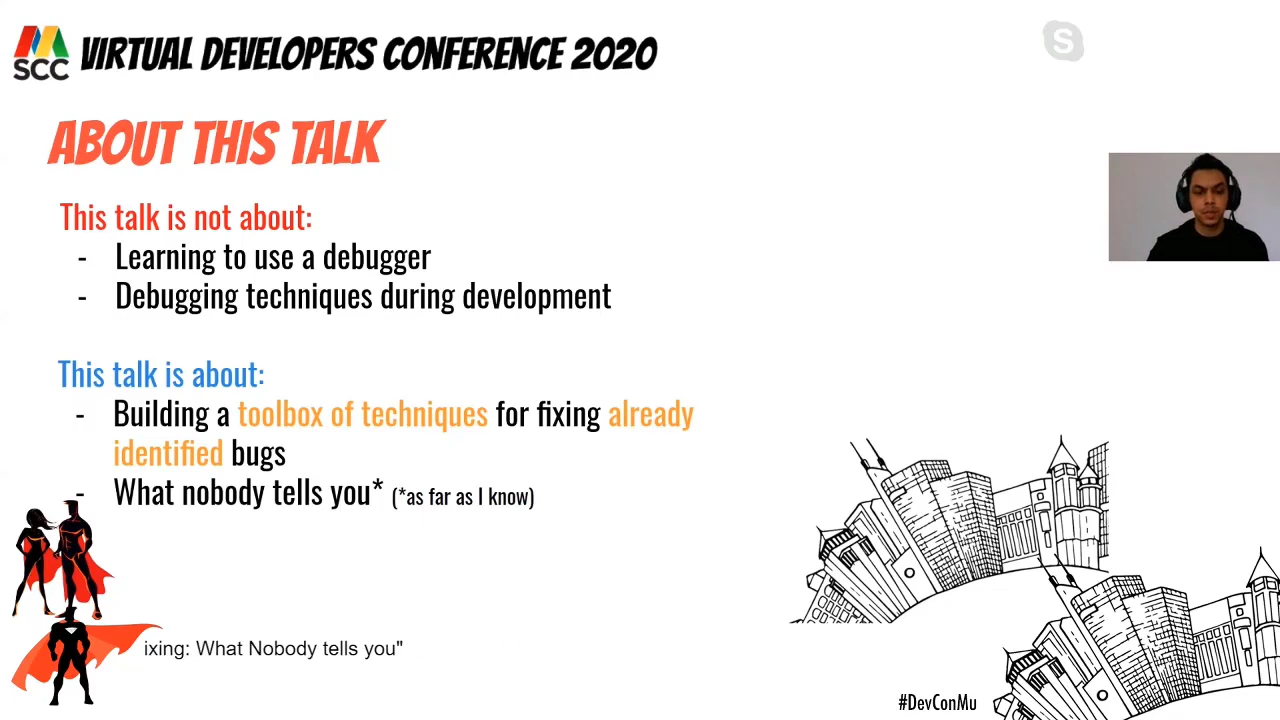 SCC VIRTUAL DEVELOPERS CONFERENCE 2020
S
ABOUT THIS TALK
This talk is not about:
- Learning to use a debugger
- Debugging techniques during development
This talk is about:
- Building a toolbox of techniques for fixing already
identified bugs
- What nobody tells you* (*as far as I know)
ixing: What Nobody tells you"
#DevConMu